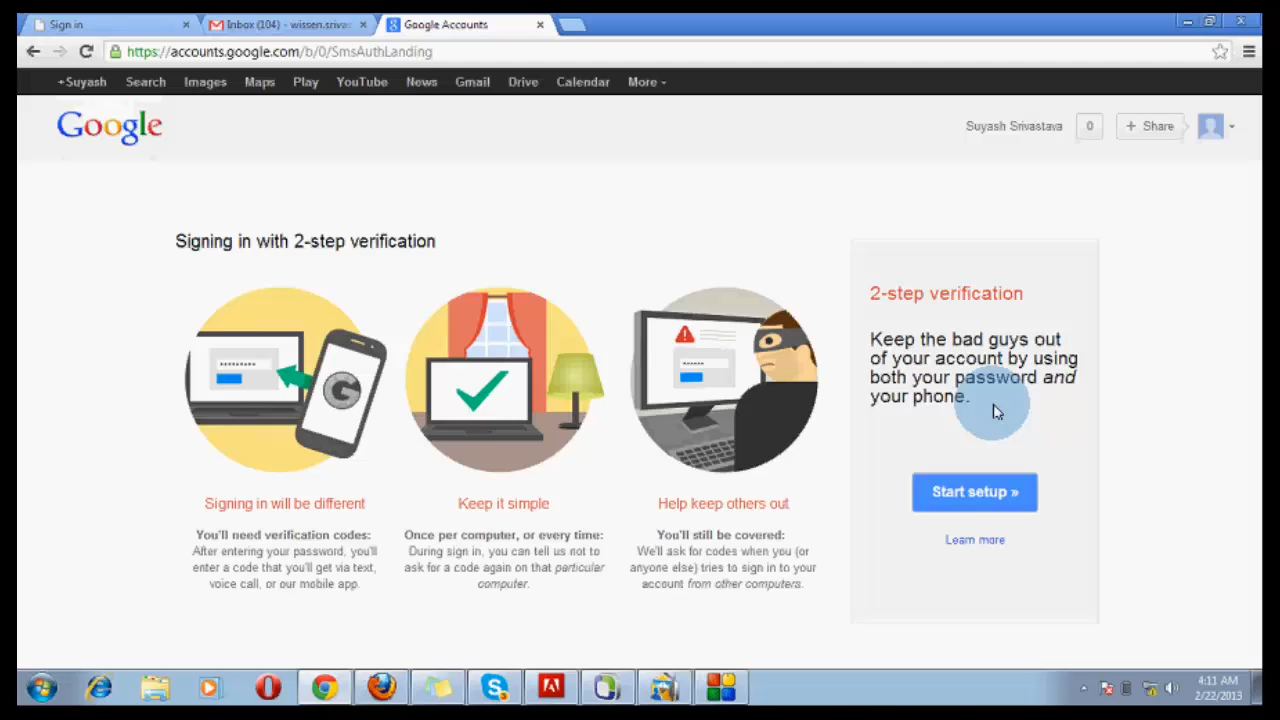 Sign in
Inbox (104) - wissen.srivas
Google Accounts
https://accounts.google.com/b/0/SmsAuthLanding
+Suyash Search Images Maps Play YouTube News Gmail Drive Calendar More
Google
Suyash Srivastava 0 + Share
Signing in with 2-step verification
2-step verification
Keep the bad guys out
of your account by using
both your password and
your phone.
Start setup »
Learn more
Signing in will be different
You'll need verification codes:
After entering your password, you'll
enter a code that you'll get via text,
voice call, or our mobile app.
Keep it simple
Once per computer, or every time:
During sign in, you can tell us not to
ask for a code again on that particular
computer.
Help keep others out
You'll still be covered:
We'll ask for codes when you (or
anyone else) tries to sign in to your
account from other computers.
4:11 AM
2/22/2013